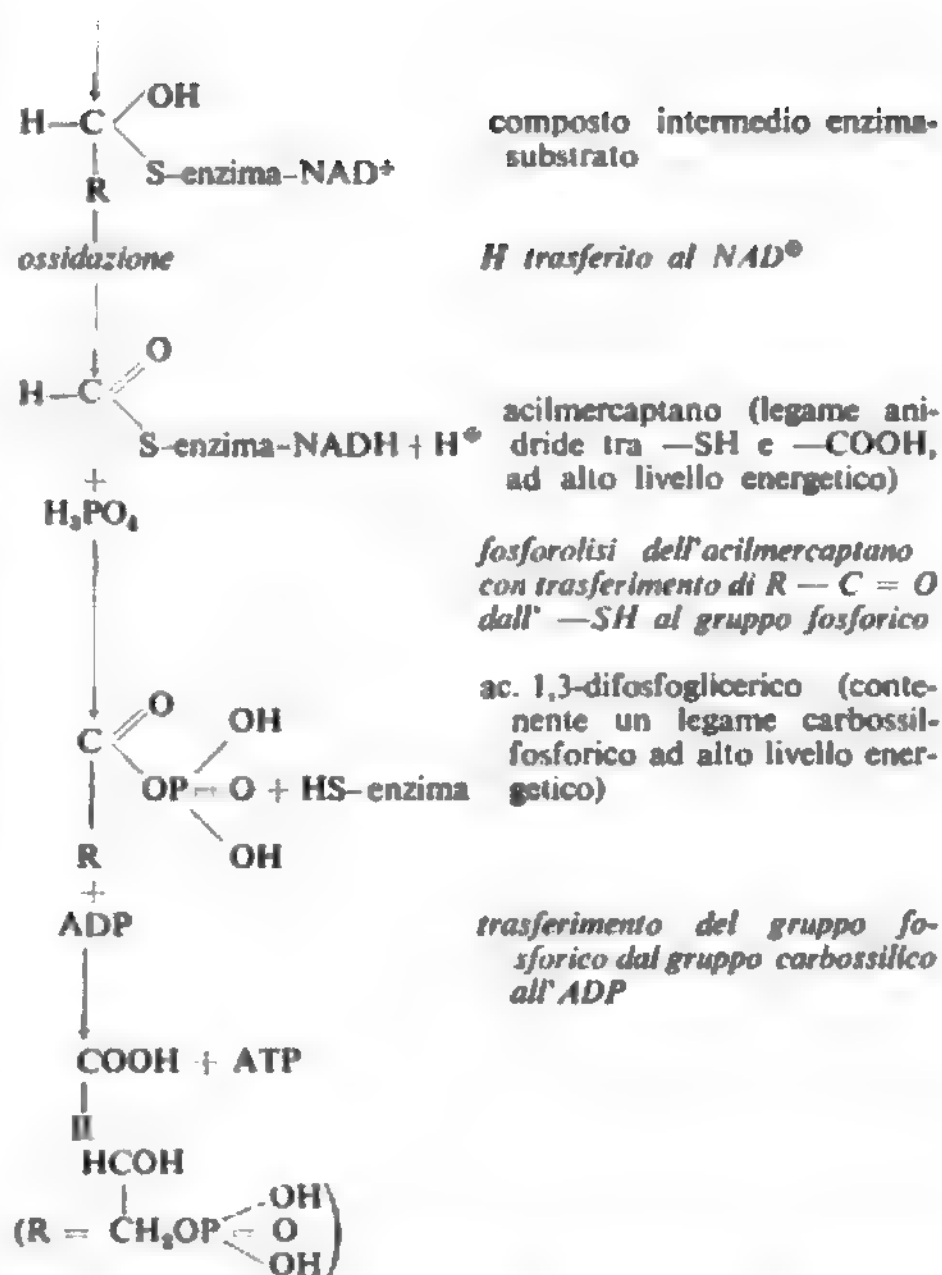 OH
H—C
composto intermedio enzima-
substrato
S–enzima–NAD⁺
R
ossidazione
H trasferito al NAD⊕
O
H—C
acilmercaptano (legame ani-
dride tra —SH e —COOH,
ad alto livello energetico)
S–enzima–NADH + H⊕
+
H₃PO₄
fosforolisi dell'acilmercaptano
con trasferimento di R — C = O
dall' —SH al gruppo fosforico
ac. 1,3-difosfoglicerico (conte-
nente un legame carbossil-
fosforico ad alto livello ener-
getico)
O
OH
C
OP = O + HS–enzima
R
OH
+
ADP
trasferimento del gruppo fo-
sforico dal gruppo carbossilico
all'ADP
COOH + ATP
HCOH
OH
(R = CH₂OP = O)
OH